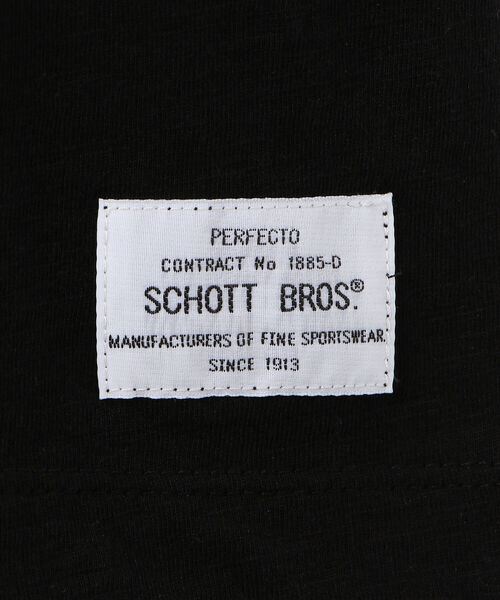 PERFECTO
CONTRACT No 1885-D
SCHOTT BROS.®
MANUFACTURERS OF FINE SPORTSWEAR
SINCE 1913